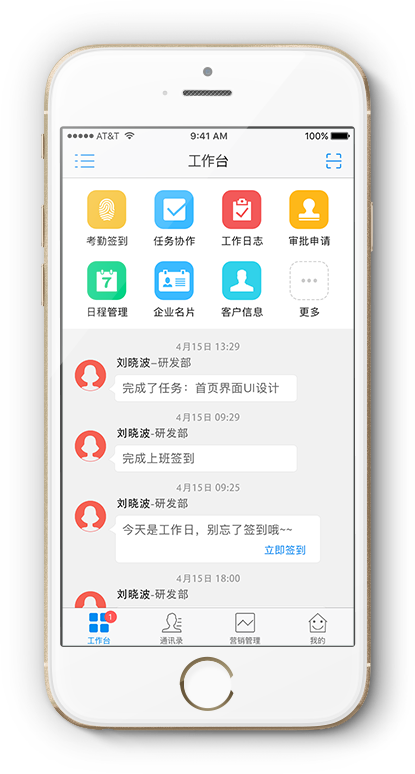 AT&T 9:41 AM 100%
工作台
考勤签到 任务协作 工作日志 审批申请
7
日程管理 企业名片 客户信息 更多
4月15日 13:29
刘晓波-研发部
完成了任务：首页界面UI设计
4月15日 09:29
刘晓波-研发部
完成上班签到
4月15日 09:25
刘晓波-研发部
今天是工作日，别忘了签到哦~~
立即签到
4月15日 18:00
刘晓波-研发部
1
工作台 通讯录 营销管理 我的